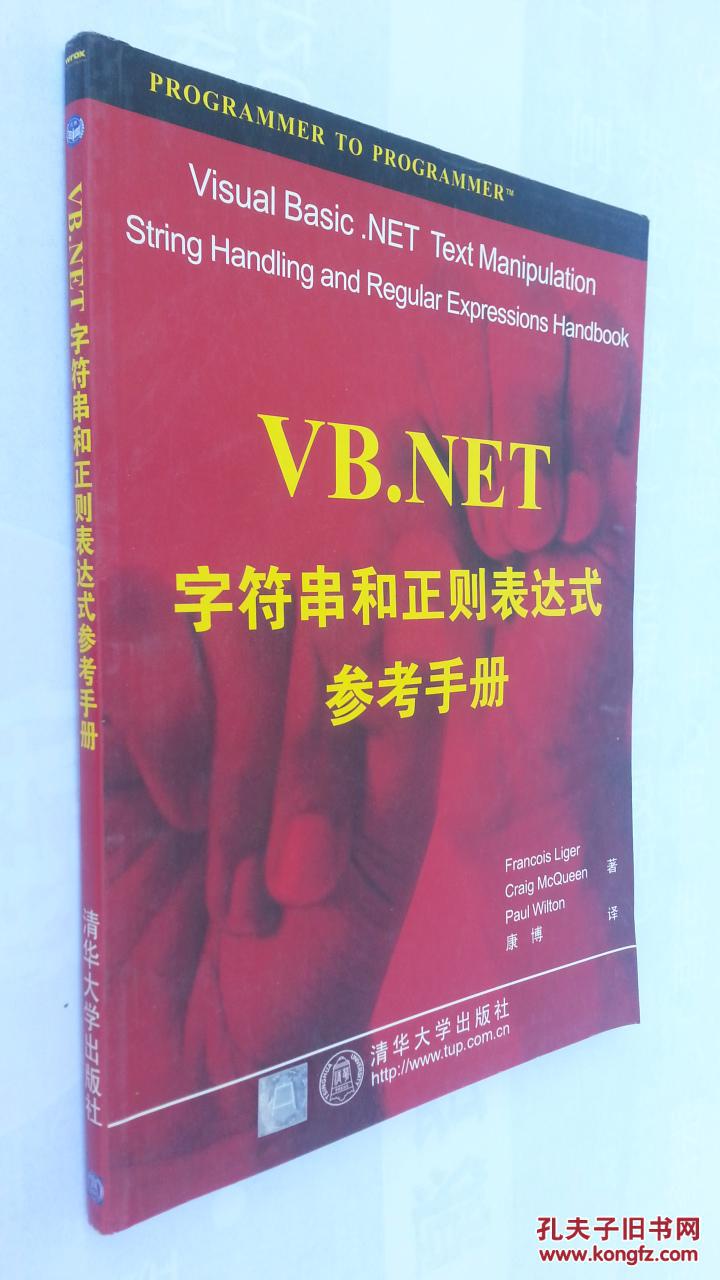 wrox
PROGRAMMER TO PROGRAMMER™
Visual Basic .NET Text Manipulation
String Handling and Regular Expressions Handbook
VB.NET
字符串和正则表达式
参考手册
Francois Liger
Craig McQueen 著
Paul Wilton
康 博 译
清华大学出版社
http://www.tup.com.cn
VB.NET 字符串和正则表达式参考手册
清华大学出版社
孔夫子旧书网
www.kongfz.com